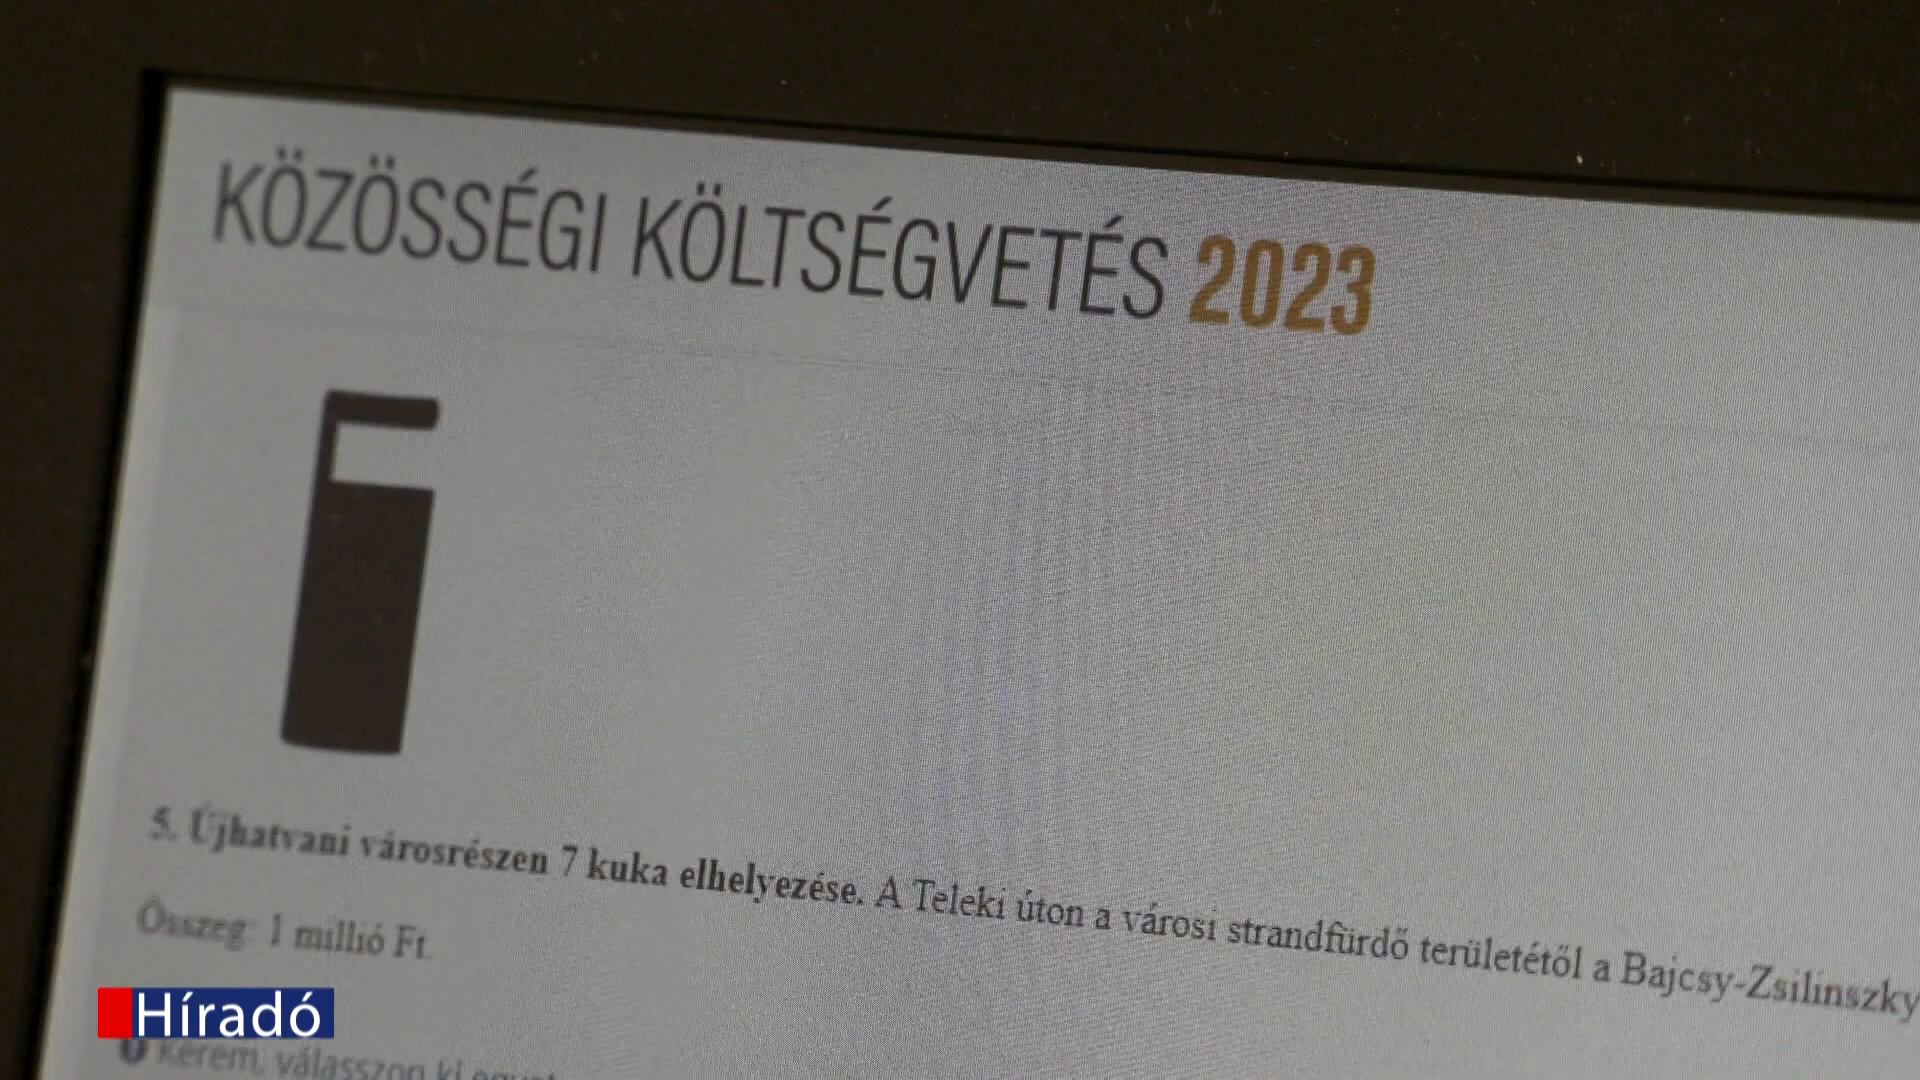 KÖZÖSSÉGI KÖLTSÉGVETÉS 2023
5. Újhatvani városrészen 7 kuka elhelyezése. A Teleki úton a városi strandfürdő területétől a Bajcsy-Zsilinszky
Összeg: 1 millió Ft.
Híradó
Kérem, válasszon ki